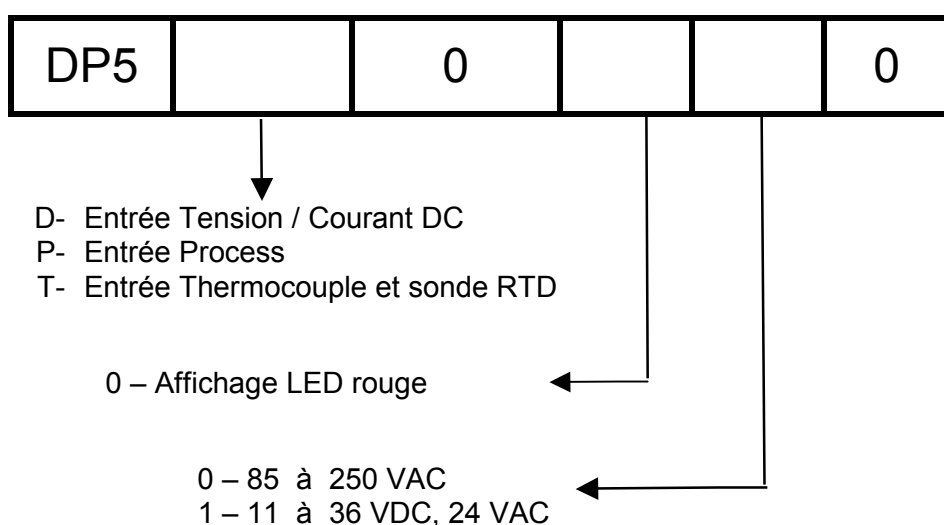 DP5 0 0
D- Entrée Tension / Courant DC
P- Entrée Process
T- Entrée Thermocouple et sonde RTD
0 – Affichage LED rouge
0 – 85 à 250 VAC
1 – 11 à 36 VDC, 24 VAC